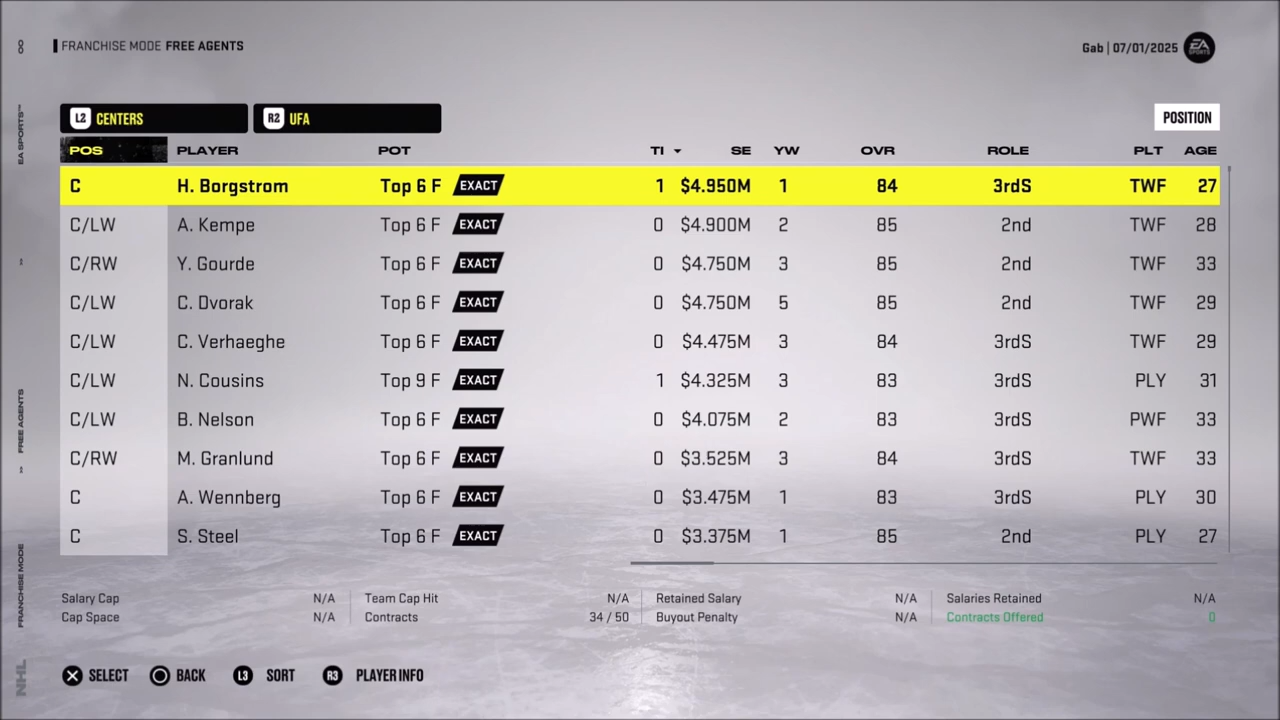 FRANCHISE MODE FREE AGENTS
Gab | 07/01/2025
EA SPORTS
L2 CENTERS
R2 UFA
POSITION
POS PLAYER POT TI SE YW OVR ROLE PLT AGE
C H. Borgstrom Top 6 F EXACT 1 $4.950M 1 84 3rdS TWF 27
C/LW A. Kempe Top 6 F EXACT 0 $4.900M 2 85 2nd TWF 28
C/RW Y. Gourde Top 6 F EXACT 0 $4.750M 3 85 2nd TWF 33
C/LW C. Dvorak Top 6 F EXACT 0 $4.750M 5 85 2nd TWF 29
C/LW C. Verhaeghe Top 6 F EXACT 0 $4.475M 3 84 3rdS TWF 29
C/LW N. Cousins Top 9 F EXACT 1 $4.325M 3 83 3rdS PLY 31
C/LW B. Nelson Top 6 F EXACT 0 $4.075M 2 83 3rdS PWF 33
C/RW M. Granlund Top 6 F EXACT 0 $3.525M 3 84 3rdS TWF 33
C A. Wennberg Top 6 F EXACT 0 $3.475M 1 83 3rdS PLY 30
C S. Steel Top 6 F EXACT 0 $3.375M 1 85 2nd PLY 27
Salary Cap N/A Team Cap Hit N/A Retained Salary N/A Salaries Retained N/A
Cap Space N/A Contracts 34 / 50 Buyout Penalty N/A Contracts Offered 0
SELECT BACK L3 SORT R3 PLAYER INFO
EA SPORTS™
FREE AGENTS
FRANCHISE MODE
NHL